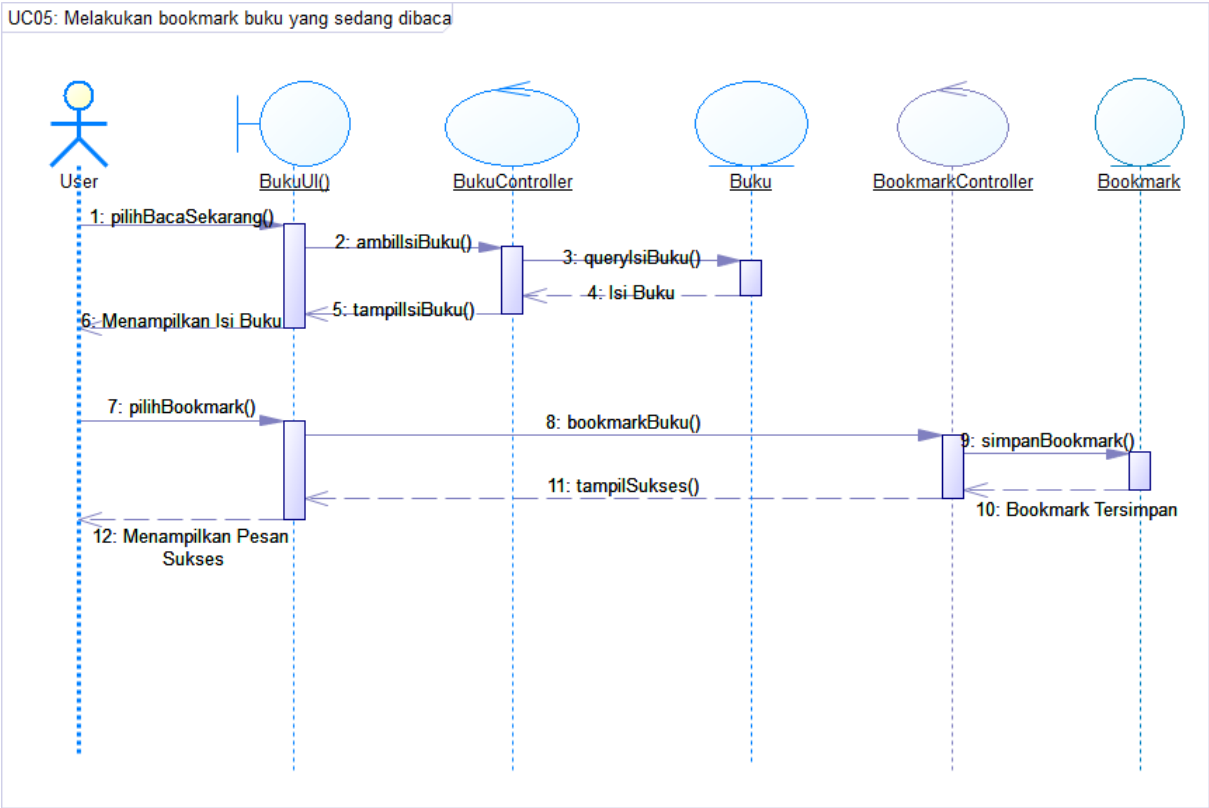 UC05: Melakukan bookmark buku yang sedang dibaca
User
BukuUI()
BukuController
Buku
BookmarkController
Bookmark
1: pilihBacaSekarang()
2: ambilIsiBuku()
3: queryIsiBuku()
4: Isi Buku
5: tampilIsiBuku()
6: Menampilkan Isi Buku
7: pilihBookmark()
8: bookmarkBuku()
9: simpanBookmark()
11: tampilSukses()
10: Bookmark Tersimpan
12: Menampilkan Pesan
Sukses